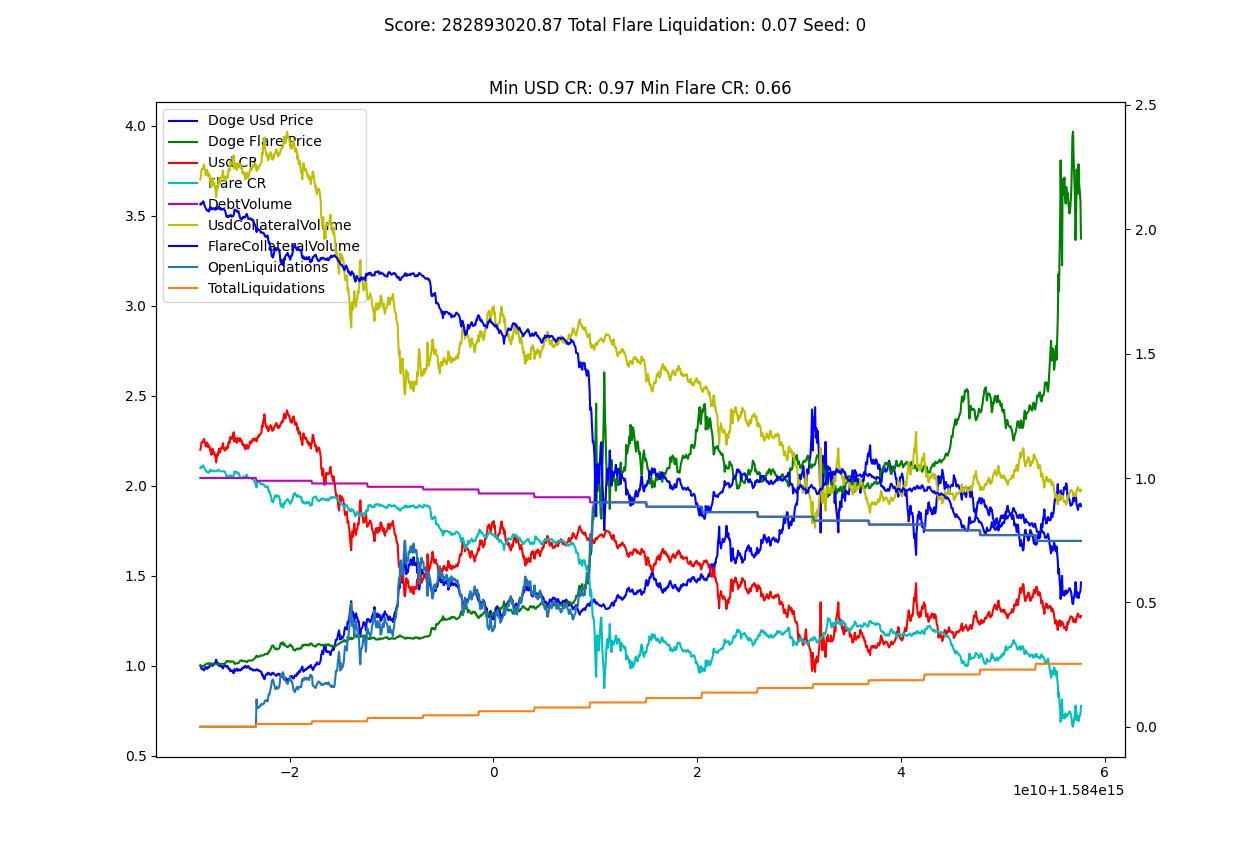 Score: 282893020.87 Total Flare Liquidation: 0.07 Seed: 0
Min USD CR: 0.97 Min Flare CR: 0.66
Doge Usd Price
Doge Flare Price
Usd CR
Flare CR
DebtVolume
UsdCollateralVolume
FlareCollateralVolume
OpenLiquidations
TotalLiquidations
4.0
3.5
3.0
2.5
2.0
1.5
1.0
0.5
2.5
2.0
1.5
1.0
0.5
0.0
−2 0 2 4 6
1e10+1.584e15